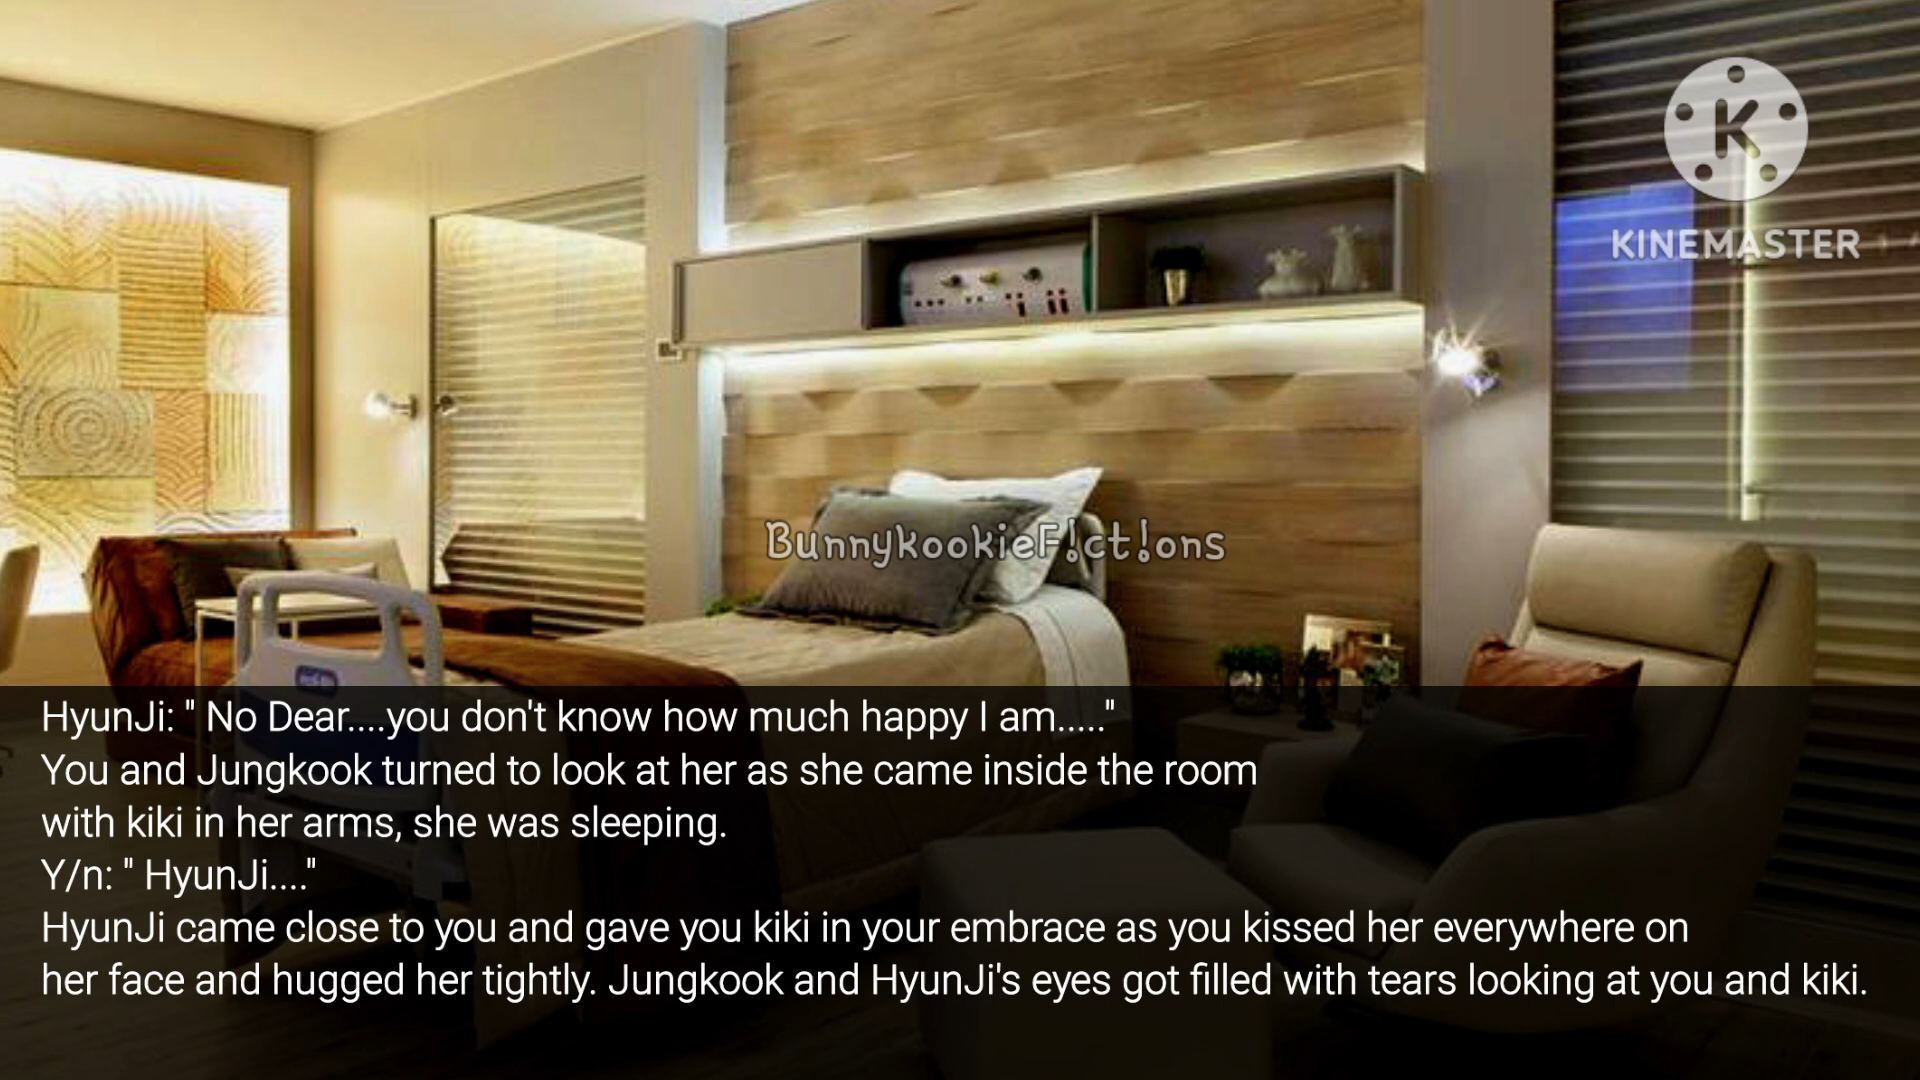 KINEMASTER
BunnykookieF!ct!ons
HyunJi: " No Dear....you don't know how much happy I am....."
You and Jungkook turned to look at her as she came inside the room
with kiki in her arms, she was sleeping.
Y/n: " HyunJi...."
HyunJi came close to you and gave you kiki in your embrace as you kissed her everywhere on
her face and hugged her tightly. Jungkook and HyunJi's eyes got filled with tears looking at you and kiki.